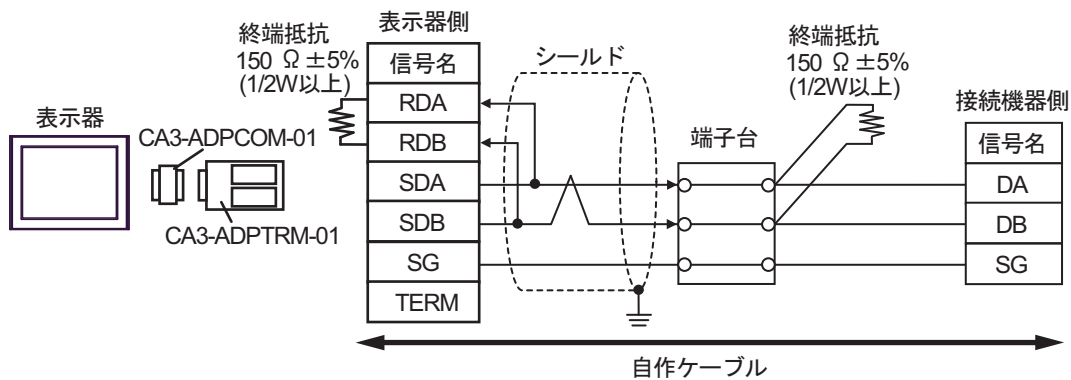 表示器側
終端抵抗
150 Ω ±5%
(1/2W以上)
シールド
終端抵抗
150 Ω ±5%
(1/2W以上)
接続機器側
表示器
CA3-ADPCOM-01
CA3-ADPTRM-01
信号名
RDA
RDB
SDA
SDB
SG
TERM
端子台
信号名
DA
DB
SG
自作ケーブル